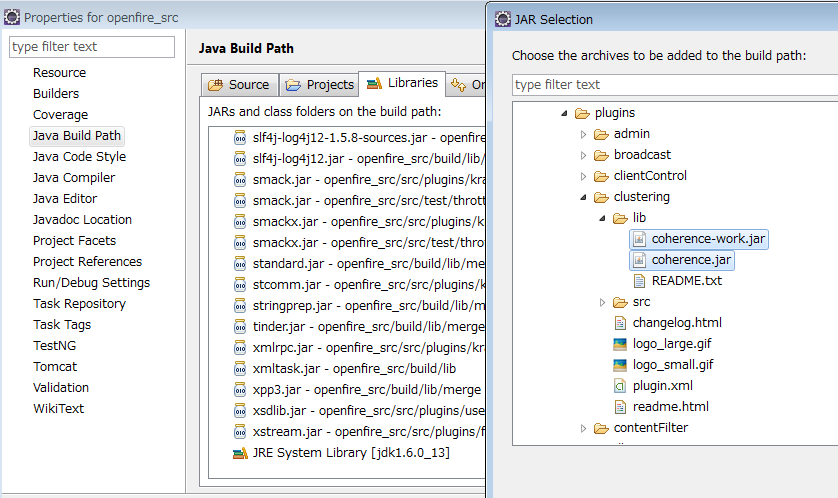 Properties for openfire_src
type filter text
Resource
Builders
Coverage
Java Build Path
Java Code Style
Java Compiler
Java Editor
Javadoc Location
Project Facets
Project References
Run/Debug Settings
Task Repository
Task Tags
TestNG
Tomcat
Validation
WikiText
Java Build Path
Source
Projects
Libraries
Or
JARs and class folders on the build path:
slf4j-log4j12-1.5.8-sources.jar - openfire
slf4j-log4j12.jar - openfire_src/build/lib/
smack.jar - openfire_src/src/plugins/kra
smack.jar - openfire_src/src/test/thrott
smackx.jar - openfire_src/src/plugins/k
smackx.jar - openfire_src/src/test/throt
standard.jar - openfire_src/build/lib/me
stcomm.jar - openfire_src/src/plugins/k
stringprep.jar - openfire_src/build/lib/m
tinder.jar - openfire_src/build/lib/merge
xmlrpc.jar - openfire_src/src/plugins/kr
xmltask.jar - openfire_src/build/lib
xpp3.jar - openfire_src/build/lib/merge
xsdlib.jar - openfire_src/src/plugins/use
xstream.jar - openfire_src/src/plugins/f
JRE System Library [jdk1.6.0_13]
JAR Selection
Choose the archives to be added to the build path:
type filter text
plugins
admin
broadcast
clientControl
clustering
lib
coherence-work.jar
coherence.jar
README.txt
src
changelog.html
logo_large.gif
logo_small.gif
plugin.xml
readme.html
contentFilter